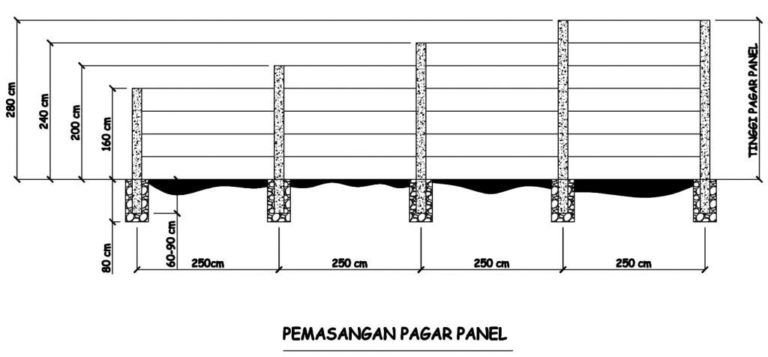 280 cm
240 cm
200 cm
160 cm
TINGGI PAGAR PANEL
80 cm
60-90 cm
250cm
250 cm
250 cm
250 cm
PEMASANGAN PAGAR PANEL